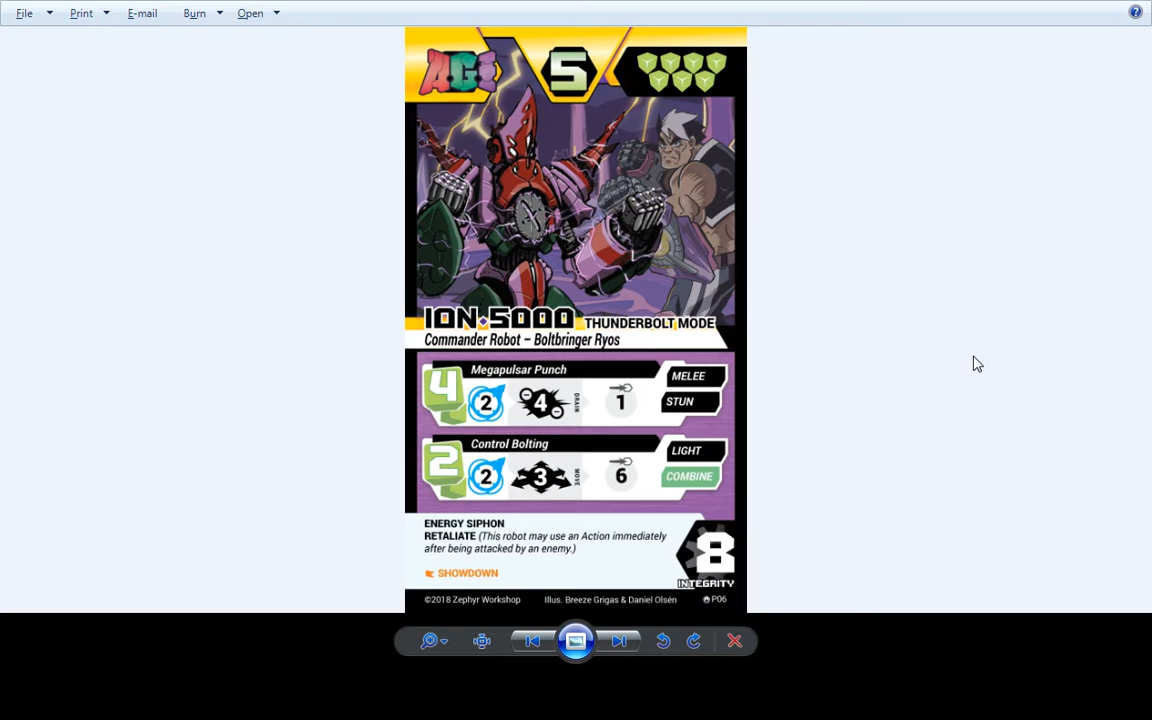 File Print E-mail Burn Open
AGE 5
ION·5000 THUNDERBOLT MODE
Commander Robot – Boltbringer Ryos
4 Megapulsar Punch MELEE
2 4 DRAIN 1 STUN
2 Control Bolting LIGHT
2 3 MOVE 6 COMBINE
ENERGY SIPHON
RETALIATE (This robot may use an Action immediately
after being attacked by an enemy.)
SHOWDOWN
8
INTEGRITY
©2018 Zephyr Workshop Illus. Breeze Grigas & Daniel Olsén P06